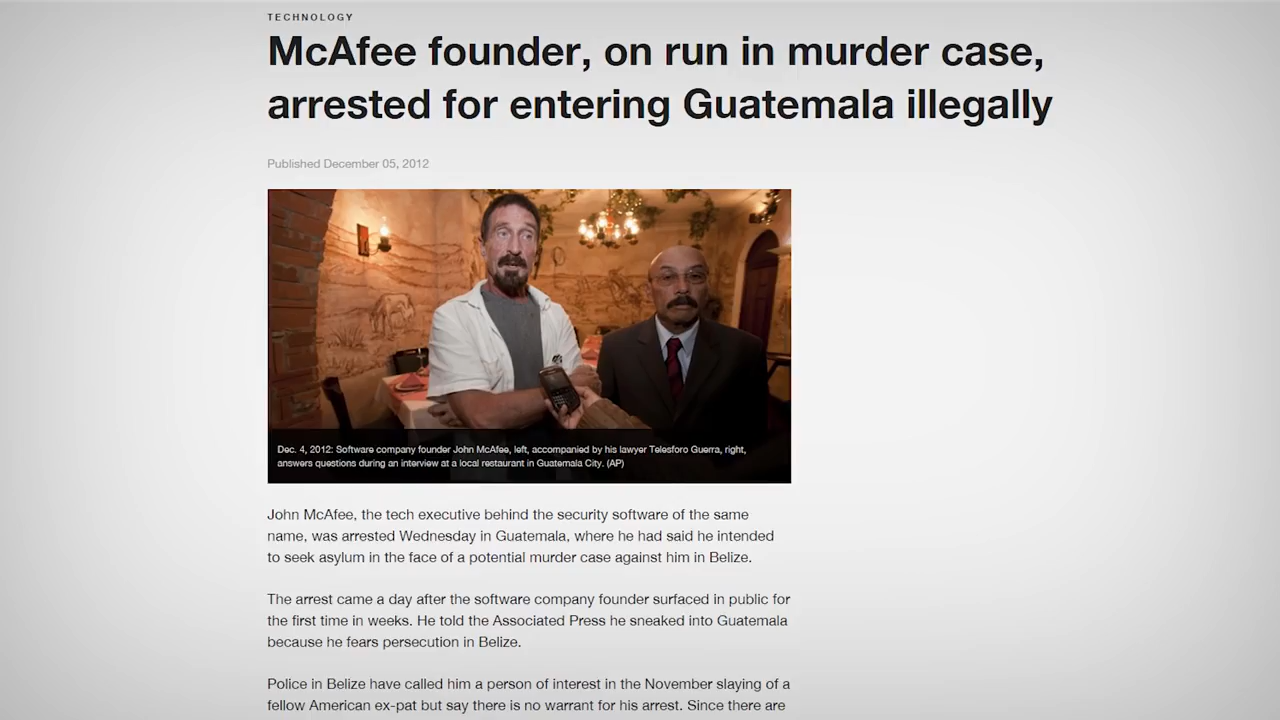 TECHNOLOGY
McAfee founder, on run in murder case,
arrested for entering Guatemala illegally
Published December 05, 2012
Dec. 4, 2012: Software company founder John McAfee, left, accompanied by his lawyer Telesforo Guerra, right,
answers questions during an interview at a local restaurant in Guatemala City. (AP)
John McAfee, the tech executive behind the security software of the same
name, was arrested Wednesday in Guatemala, where he had said he intended
to seek asylum in the face of a potential murder case against him in Belize.
The arrest came a day after the software company founder surfaced in public for
the first time in weeks. He told the Associated Press he sneaked into Guatemala
because he fears persecution in Belize.
Police in Belize have called him a person of interest in the November slaying of a
fellow American ex-pat but say there is no warrant for his arrest. Since there are